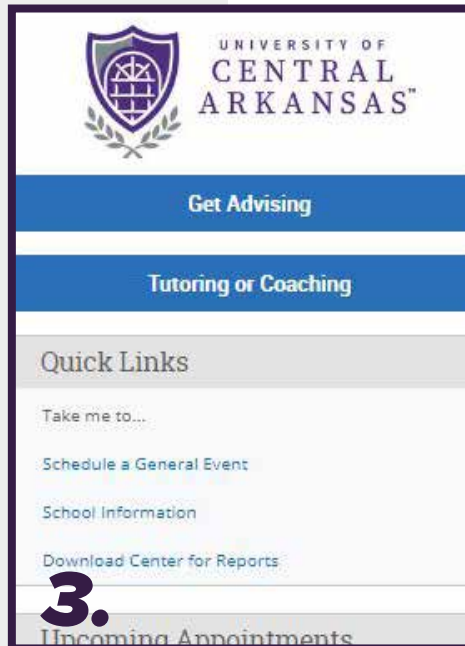 UNIVERSITY OF
CENTRAL
ARKANSAS™
Get Advising
Tutoring or Coaching
Quick Links
Take me to...
Schedule a General Event
School Information
Download Center for Reports
3.
Upcoming Appointments